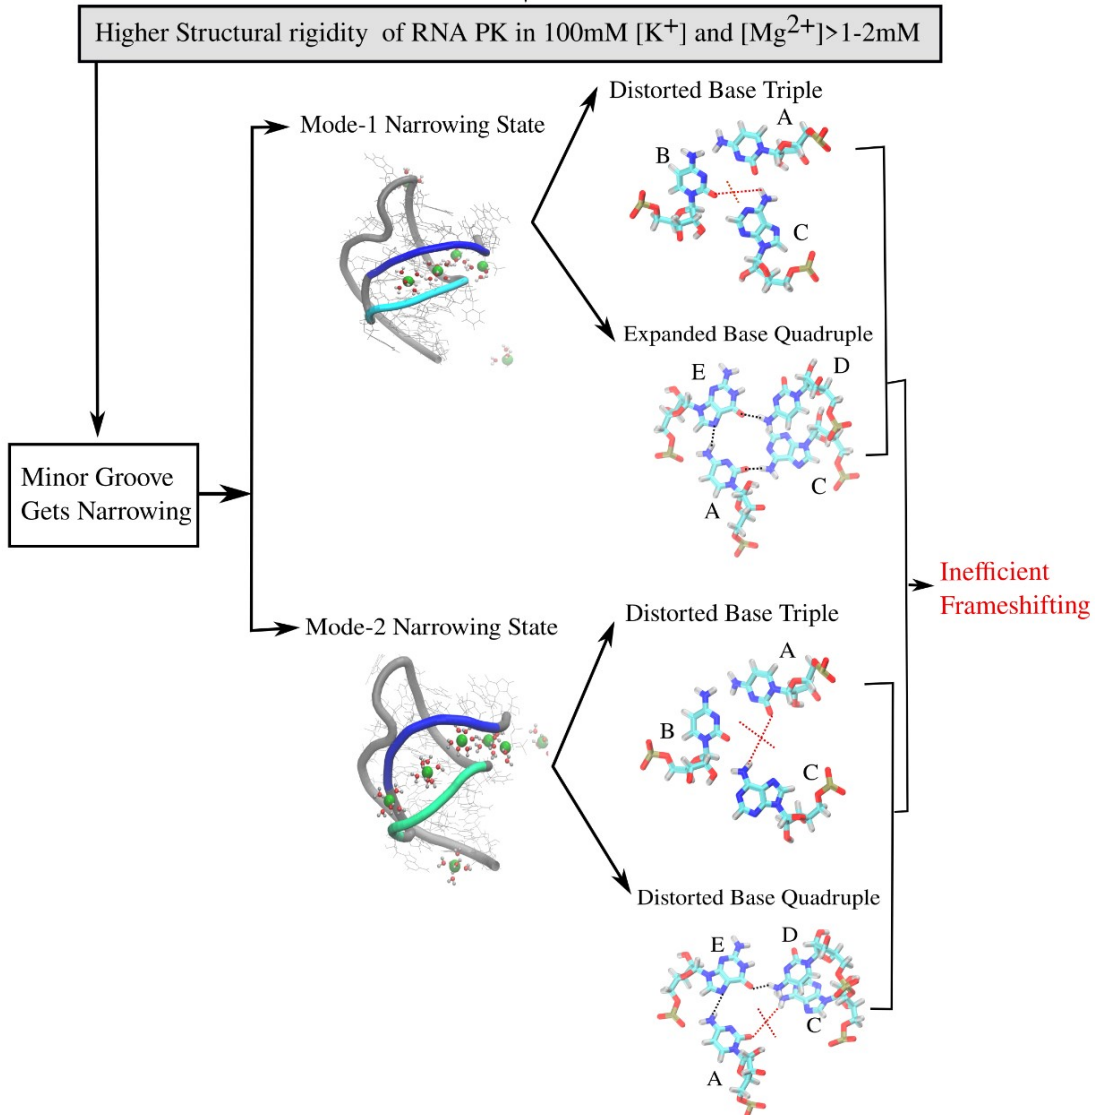 Higher Structural rigidity of RNA PK in 100mM [K⁺] and [Mg²⁺]>1-2mM
Mode-1 Narrowing State
Distorted Base Triple
A
B
C
Expanded Base Quadruple
E
D
C
A
Minor Groove
Gets Narrowing
Inefficient
Frameshifting
Mode-2 Narrowing State
Distorted Base Triple
A
B
C
Distorted Base Quadruple
E
D
C
A